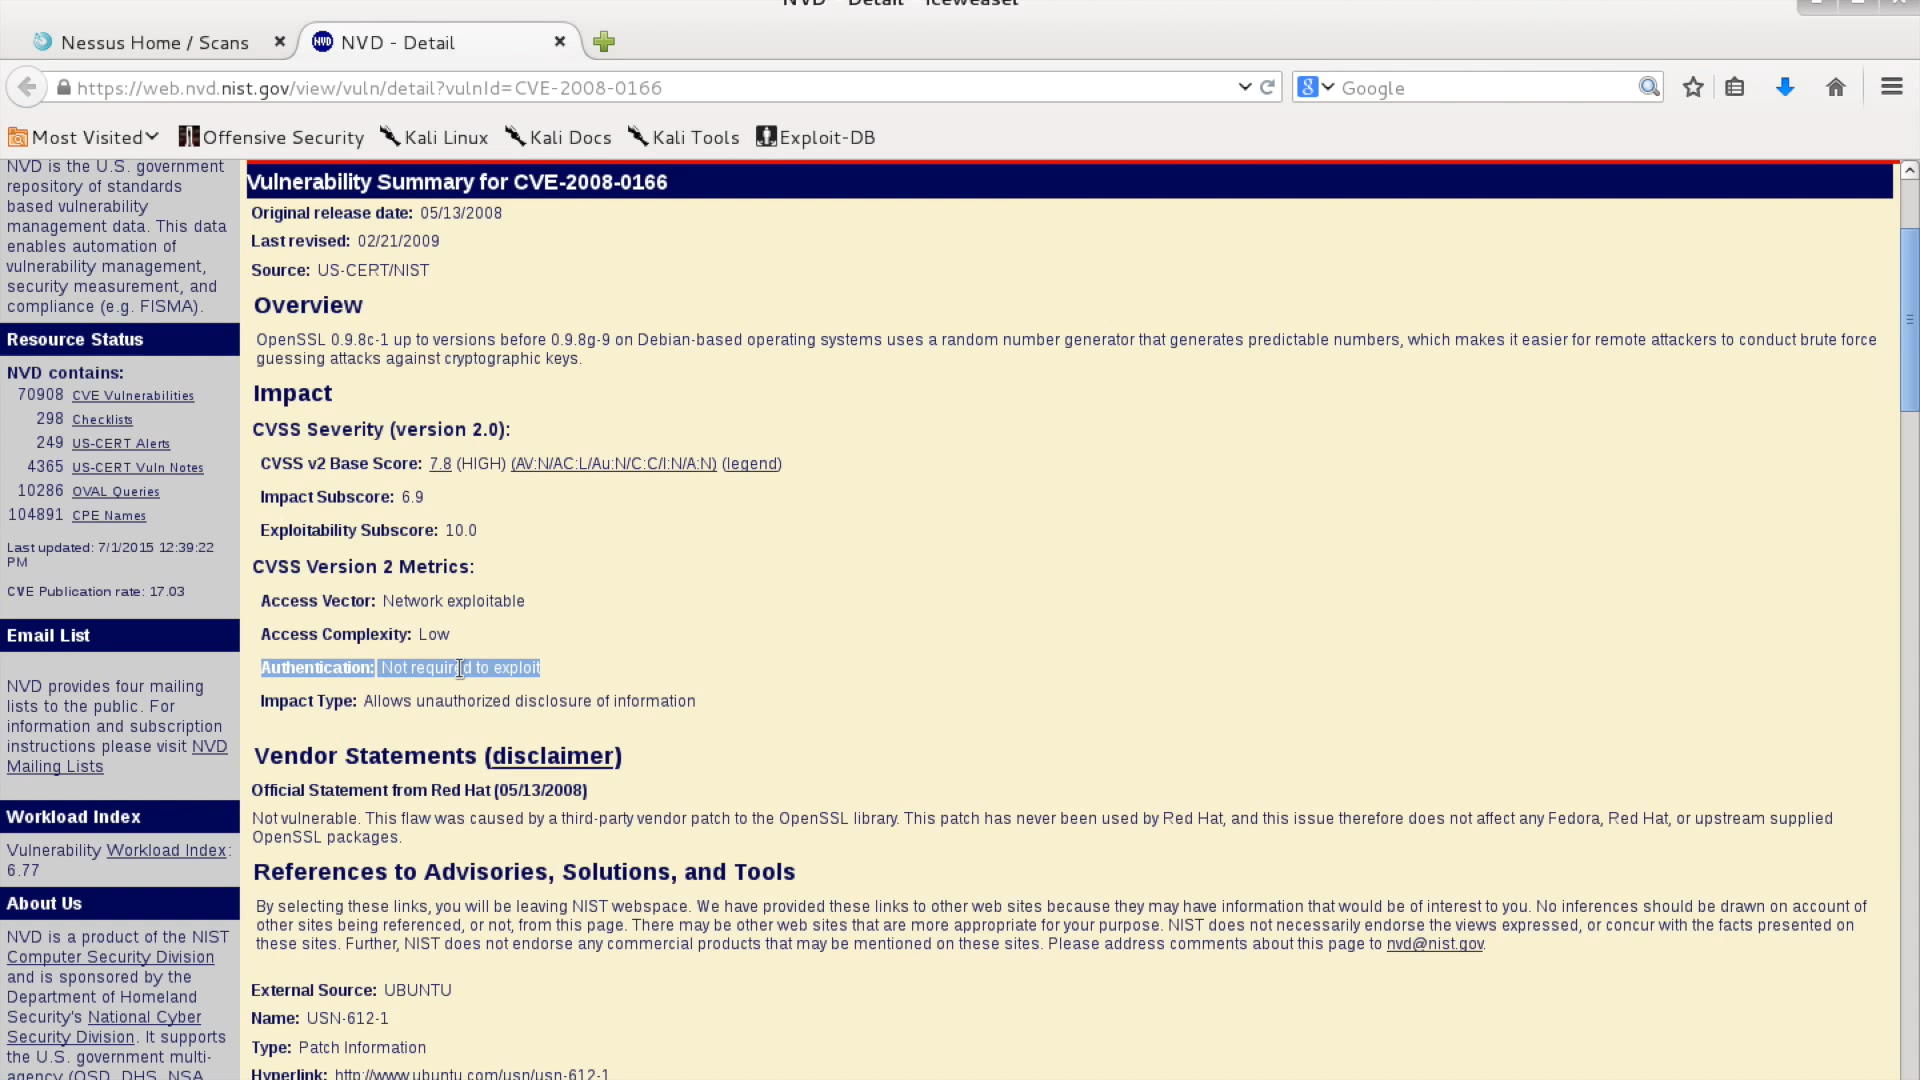 NVD - Detail - Iceweasel
Nessus Home / Scans
NVD - Detail
https://web.nvd.nist.gov/view/vuln/detail?vulnId=CVE-2008-0166
Google
Most Visited
Offensive Security
Kali Linux
Kali Docs
Kali Tools
Exploit-DB
NVD is the U.S. government
repository of standards
based vulnerability
management data. This data
enables automation of
vulnerability management,
security measurement, and
compliance (e.g. FISMA).
Resource Status
NVD contains:
70908 CVE Vulnerabilities
298 Checklists
249 US-CERT Alerts
4365 US-CERT Vuln Notes
10286 OVAL Queries
104891 CPE Names
Last updated: 7/1/2015 12:39:22
PM
CVE Publication rate: 17.03
Email List
NVD provides four mailing
lists to the public. For
information and subscription
instructions please visit NVD
Mailing Lists
Workload Index
Vulnerability Workload Index:
6.77
About Us
NVD is a product of the NIST
Computer Security Division
and is sponsored by the
Department of Homeland
Security's National Cyber
Security Division. It supports
the U.S. government multi-
agency (OSD, DHS, NSA,
Vulnerability Summary for CVE-2008-0166
Original release date: 05/13/2008
Last revised: 02/21/2009
Source: US-CERT/NIST
Overview
OpenSSL 0.9.8c-1 up to versions before 0.9.8g-9 on Debian-based operating systems uses a random number generator that generates predictable numbers, which makes it easier for remote attackers to conduct brute force
guessing attacks against cryptographic keys.
Impact
CVSS Severity (version 2.0):
CVSS v2 Base Score: 7.8 (HIGH) (AV:N/AC:L/Au:N/C:C/I:N/A:N) (legend)
Impact Subscore: 6.9
Exploitability Subscore: 10.0
CVSS Version 2 Metrics:
Access Vector: Network exploitable
Access Complexity: Low
Authentication: Not required to exploit
Impact Type: Allows unauthorized disclosure of information
Vendor Statements (disclaimer)
Official Statement from Red Hat (05/13/2008)
Not vulnerable. This flaw was caused by a third-party vendor patch to the OpenSSL library. This patch has never been used by Red Hat, and this issue therefore does not affect any Fedora, Red Hat, or upstream supplied
OpenSSL packages.
References to Advisories, Solutions, and Tools
By selecting these links, you will be leaving NIST webspace. We have provided these links to other web sites because they may have information that would be of interest to you. No inferences should be drawn on account of
other sites being referenced, or not, from this page. There may be other web sites that are more appropriate for your purpose. NIST does not necessarily endorse the views expressed, or concur with the facts presented on
these sites. Further, NIST does not endorse any commercial products that may be mentioned on these sites. Please address comments about this page to nvd@nist.gov.
External Source: UBUNTU
Name: USN-612-1
Type: Patch Information
Hyperlink: http://www.ubuntu.com/usn/usn-612-1